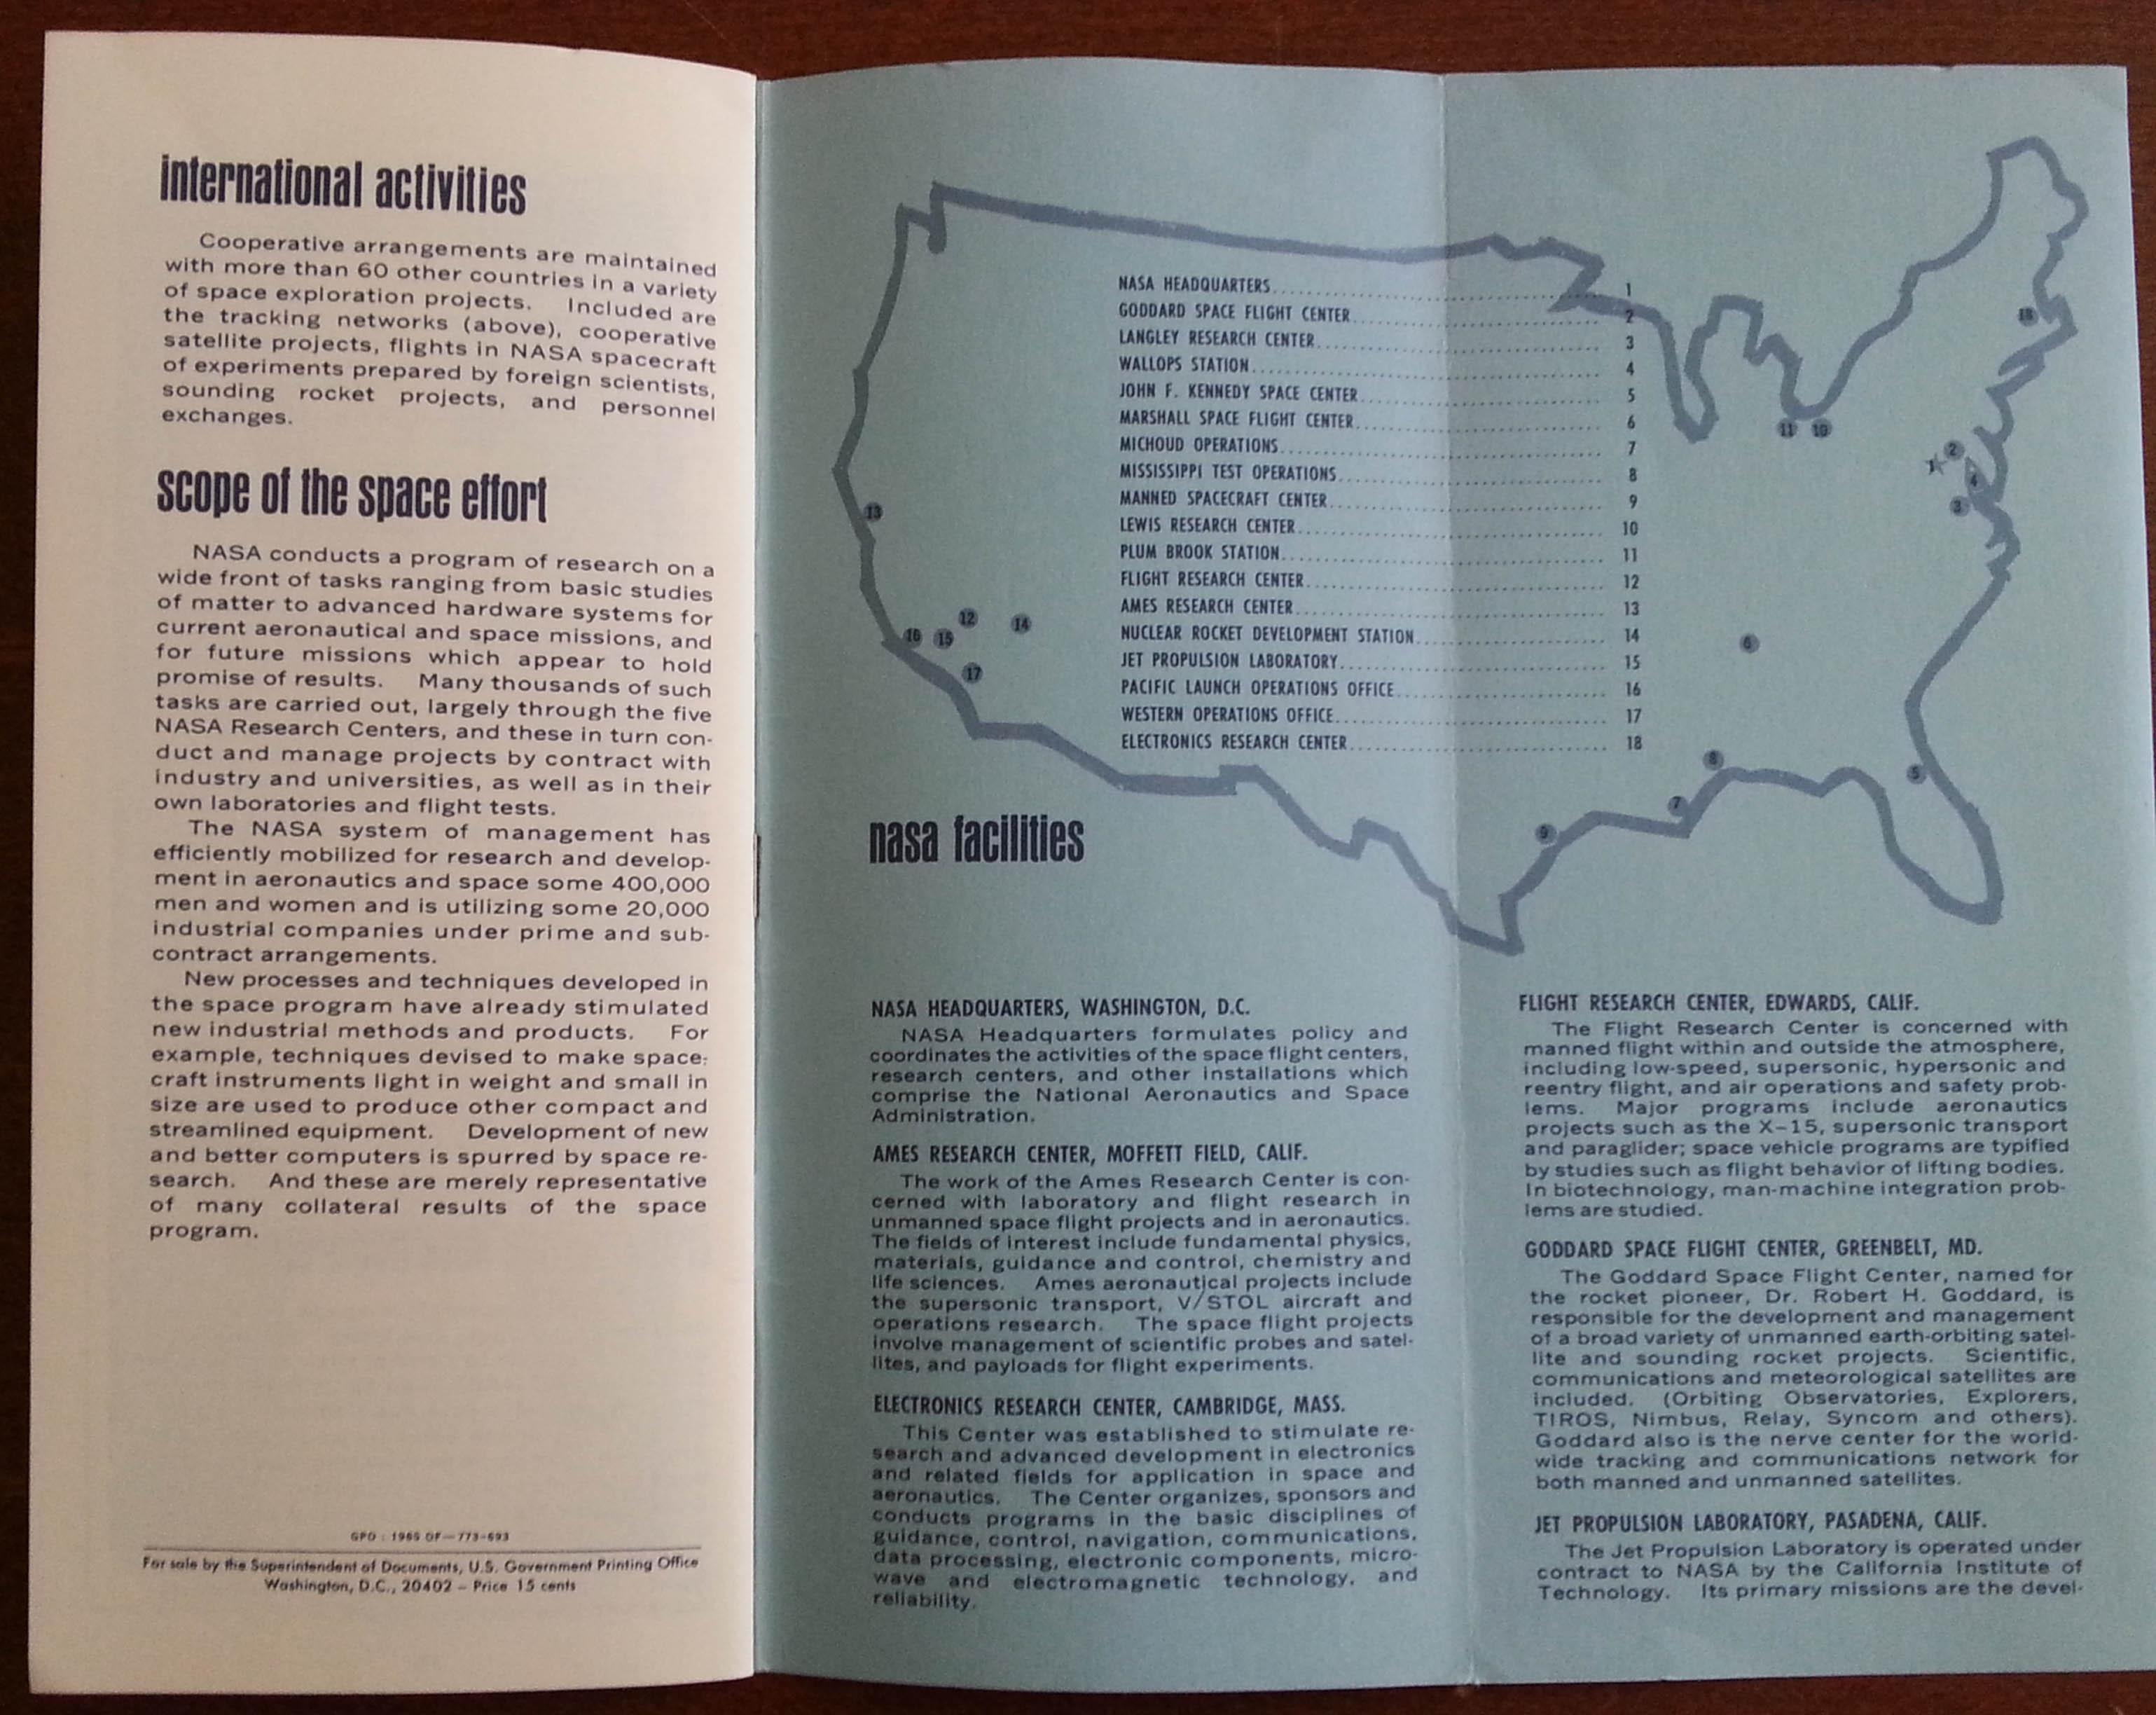 international activities
Cooperative arrangements are maintained
with more than 60 other countries in a variety
of space exploration projects. Included are
the tracking networks (above), cooperative
satellite projects, flights in NASA spacecraft
of experiments prepared by foreign scientists,
sounding rocket projects, and personnel
exchanges.
scope of the space effort
NASA conducts a program of research on a
wide front of tasks ranging from basic studies
of matter to advanced hardware systems for
current aeronautical and space missions, and
for future missions which appear to hold
promise of results. Many thousands of such
tasks are carried out, largely through the five
NASA Research Centers, and these in turn con-
duct and manage projects by contract with
industry and universities, as well as in their
own laboratories and flight tests.
The NASA system of management has
efficiently mobilized for research and develop-
ment in aeronautics and space some 400,000
men and women and is utilizing some 20,000
industrial companies under prime and sub-
contract arrangements.
New processes and techniques developed in
the space program have already stimulated
new industrial methods and products. For
example, techniques devised to make space-
craft instruments light in weight and small in
size are used to produce other compact and
streamlined equipment. Development of new
and better computers is spurred by space re-
search. And these are merely representative
of many collateral results of the space
program.
GPO : 1965 OF—773-693
For sale by the Superintendent of Documents, U.S. Government Printing Office
Washington, D.C., 20402 - Price 15 cents
NASA HEADQUARTERS 1
GODDARD SPACE FLIGHT CENTER 2
LANGLEY RESEARCH CENTER 3
WALLOPS STATION 4
JOHN F. KENNEDY SPACE CENTER 5
MARSHALL SPACE FLIGHT CENTER 6
MICHOUD OPERATIONS 7
MISSISSIPPI TEST OPERATIONS 8
MANNED SPACECRAFT CENTER 9
LEWIS RESEARCH CENTER 10
PLUM BROOK STATION 11
FLIGHT RESEARCH CENTER 12
AMES RESEARCH CENTER 13
NUCLEAR ROCKET DEVELOPMENT STATION 14
JET PROPULSION LABORATORY 15
PACIFIC LAUNCH OPERATIONS OFFICE 16
WESTERN OPERATIONS OFFICE 17
ELECTRONICS RESEARCH CENTER 18
18
11 10
2
1
4
3
13
12
14
16 15
17
6
8
5
7
9
nasa facilities
NASA HEADQUARTERS, WASHINGTON, D.C.
NASA Headquarters formulates policy and
coordinates the activities of the space flight centers,
research centers, and other installations which
comprise the National Aeronautics and Space
Administration.
AMES RESEARCH CENTER, MOFFETT FIELD, CALIF.
The work of the Ames Research Center is con-
cerned with laboratory and flight research in
unmanned space flight projects and in aeronautics.
The fields of interest include fundamental physics,
materials, guidance and control, chemistry and
life sciences. Ames aeronautical projects include
the supersonic transport, V/STOL aircraft and
operations research. The space flight projects
involve management of scientific probes and satel-
lites, and payloads for flight experiments.
ELECTRONICS RESEARCH CENTER, CAMBRIDGE, MASS.
This Center was established to stimulate re-
search and advanced development in electronics
and related fields for application in space and
aeronautics. The Center organizes, sponsors and
conducts programs in the basic disciplines of
guidance, control, navigation, communications,
data processing, electronic components, micro-
wave and electromagnetic technology, and
reliability.
FLIGHT RESEARCH CENTER, EDWARDS, CALIF.
The Flight Research Center is concerned with
manned flight within and outside the atmosphere,
including low-speed, supersonic, hypersonic and
reentry flight, and air operations and safety prob-
lems. Major programs include aeronautics
projects such as the X-15, supersonic transport
and paraglider; space vehicle programs are typified
by studies such as flight behavior of lifting bodies.
In biotechnology, man-machine integration prob-
lems are studied.
GODDARD SPACE FLIGHT CENTER, GREENBELT, MD.
The Goddard Space Flight Center, named for
the rocket pioneer, Dr. Robert H. Goddard, is
responsible for the development and management
of a broad variety of unmanned earth-orbiting satel-
lite and sounding rocket projects. Scientific,
communications and meteorological satellites are
included. (Orbiting Observatories, Explorers,
TIROS, Nimbus, Relay, Syncom and others).
Goddard also is the nerve center for the world-
wide tracking and communications network for
both manned and unmanned satellites.
JET PROPULSION LABORATORY, PASADENA, CALIF.
The Jet Propulsion Laboratory is operated under
contract to NASA by the California Institute of
Technology. Its primary missions are the devel-